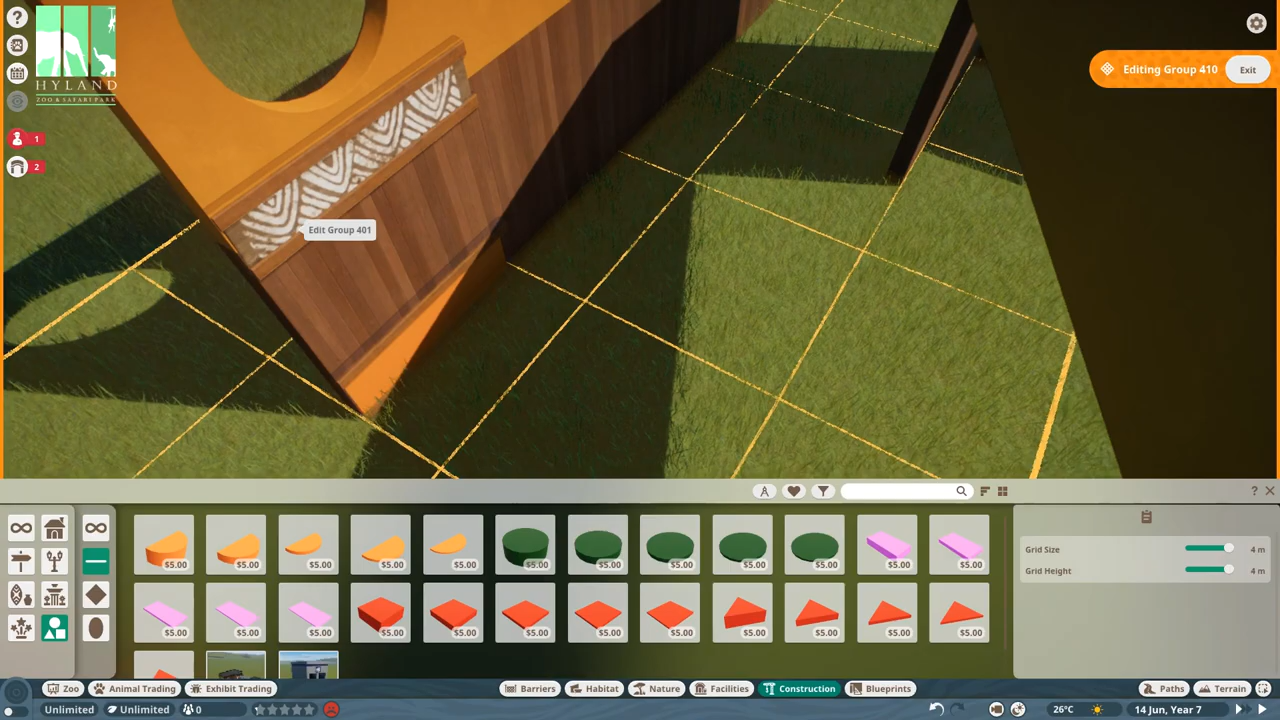 HYLAND
ZOO & SAFARI PARK
1
2
Editing Group 410
Exit
Edit Group 401
$5.00 $5.00 $5.00 $5.00 $5.00 $5.00 $5.00 $5.00 $5.00 $5.00 $5.00 $5.00
$5.00 $5.00 $5.00 $5.00 $5.00 $5.00 $5.00 $5.00 $5.00 $5.00 $5.00 $5.00
?
?
Grid Size 4 m
Grid Height 4 m
Zoo Animal Trading Exhibit Trading Barriers Habitat Nature Facilities Construction Blueprints Paths Terrain
Unlimited Unlimited 0 26°C 14 Jun, Year 7